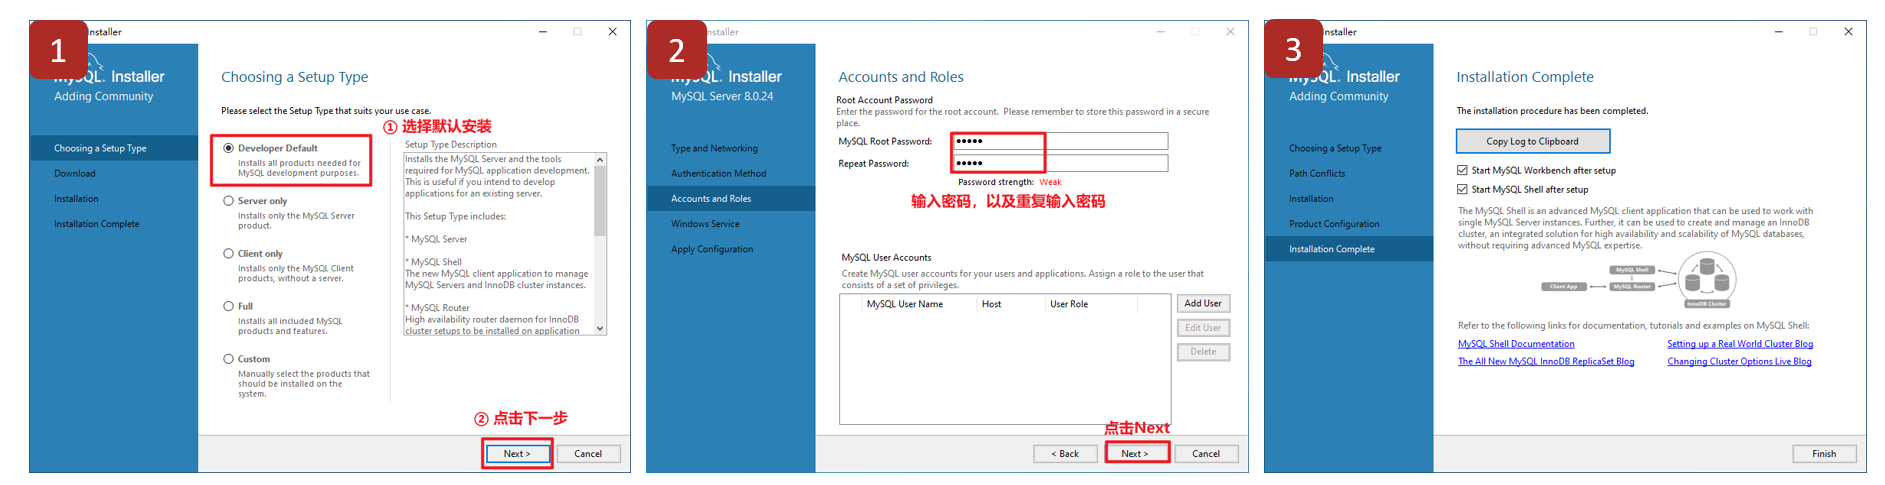 1
Installer
MySQL. Installer
Adding Community
Choosing a Setup Type
Download
Installation
Installation Complete
Choosing a Setup Type
Please select the Setup Type that suits your use case.
① 选择默认安装
Developer Default
Installs all products needed for
MySQL development purposes.
Server only
Installs only the MySQL Server
product.
Client only
Installs only the MySQL Client
products, without a server.
Full
Installs all included MySQL
products and features.
Custom
Manually select the products that
should be installed on the
system.
Setup Type Description
Installs the MySQL Server and the tools
required for MySQL application development.
This is useful if you intend to develop
applications for an existing server.
This Setup Type includes:
* MySQL Server
* MySQL Shell
The new MySQL client application to manage
MySQL Servers and InnoDB cluster instances.
* MySQL Router
High availability router daemon for InnoDB
cluster setups to be installed on application
② 点击下一步
Next >
Cancel
2
Installer
MySQL. Installer
MySQL Server 8.0.24
Type and Networking
Authentication Method
Accounts and Roles
Windows Service
Apply Configuration
Accounts and Roles
Root Account Password
Enter the password for the root account. Please remember to store this password in a secure
place.
MySQL Root Password: •••••
Repeat Password: •••••
Password strength: Weak
输入密码，以及重复输入密码
MySQL User Accounts
Create MySQL user accounts for your users and applications. Assign a role to the user that
consists of a set of privileges.
MySQL User Name Host User Role
Add User
Edit User
Delete
点击Next
< Back
Next >
Cancel
3
Installer
MySQL. Installer
Adding Community
Choosing a Setup Type
Path Conflicts
Installation
Product Configuration
Installation Complete
Installation Complete
The installation procedure has been completed.
Copy Log to Clipboard
Start MySQL Workbench after setup
Start MySQL Shell after setup
The MySQL Shell is an advanced MySQL client application that can be used to work with
single MySQL Server instances. Further, it can be used to create and manage an InnoDB
cluster, an integrated solution for high availability and scalability of MySQL databases,
without requiring advanced MySQL expertise.
MySQL Shell
Client App
MySQL Router
InnoDB Cluster
Refer to the following links for documentation, tutorials and examples on MySQL Shell:
MySQL Shell Documentation
Setting up a Real World Cluster Blog
The All New MySQL InnoDB ReplicaSet Blog
Changing Cluster Options Live Blog
Finish